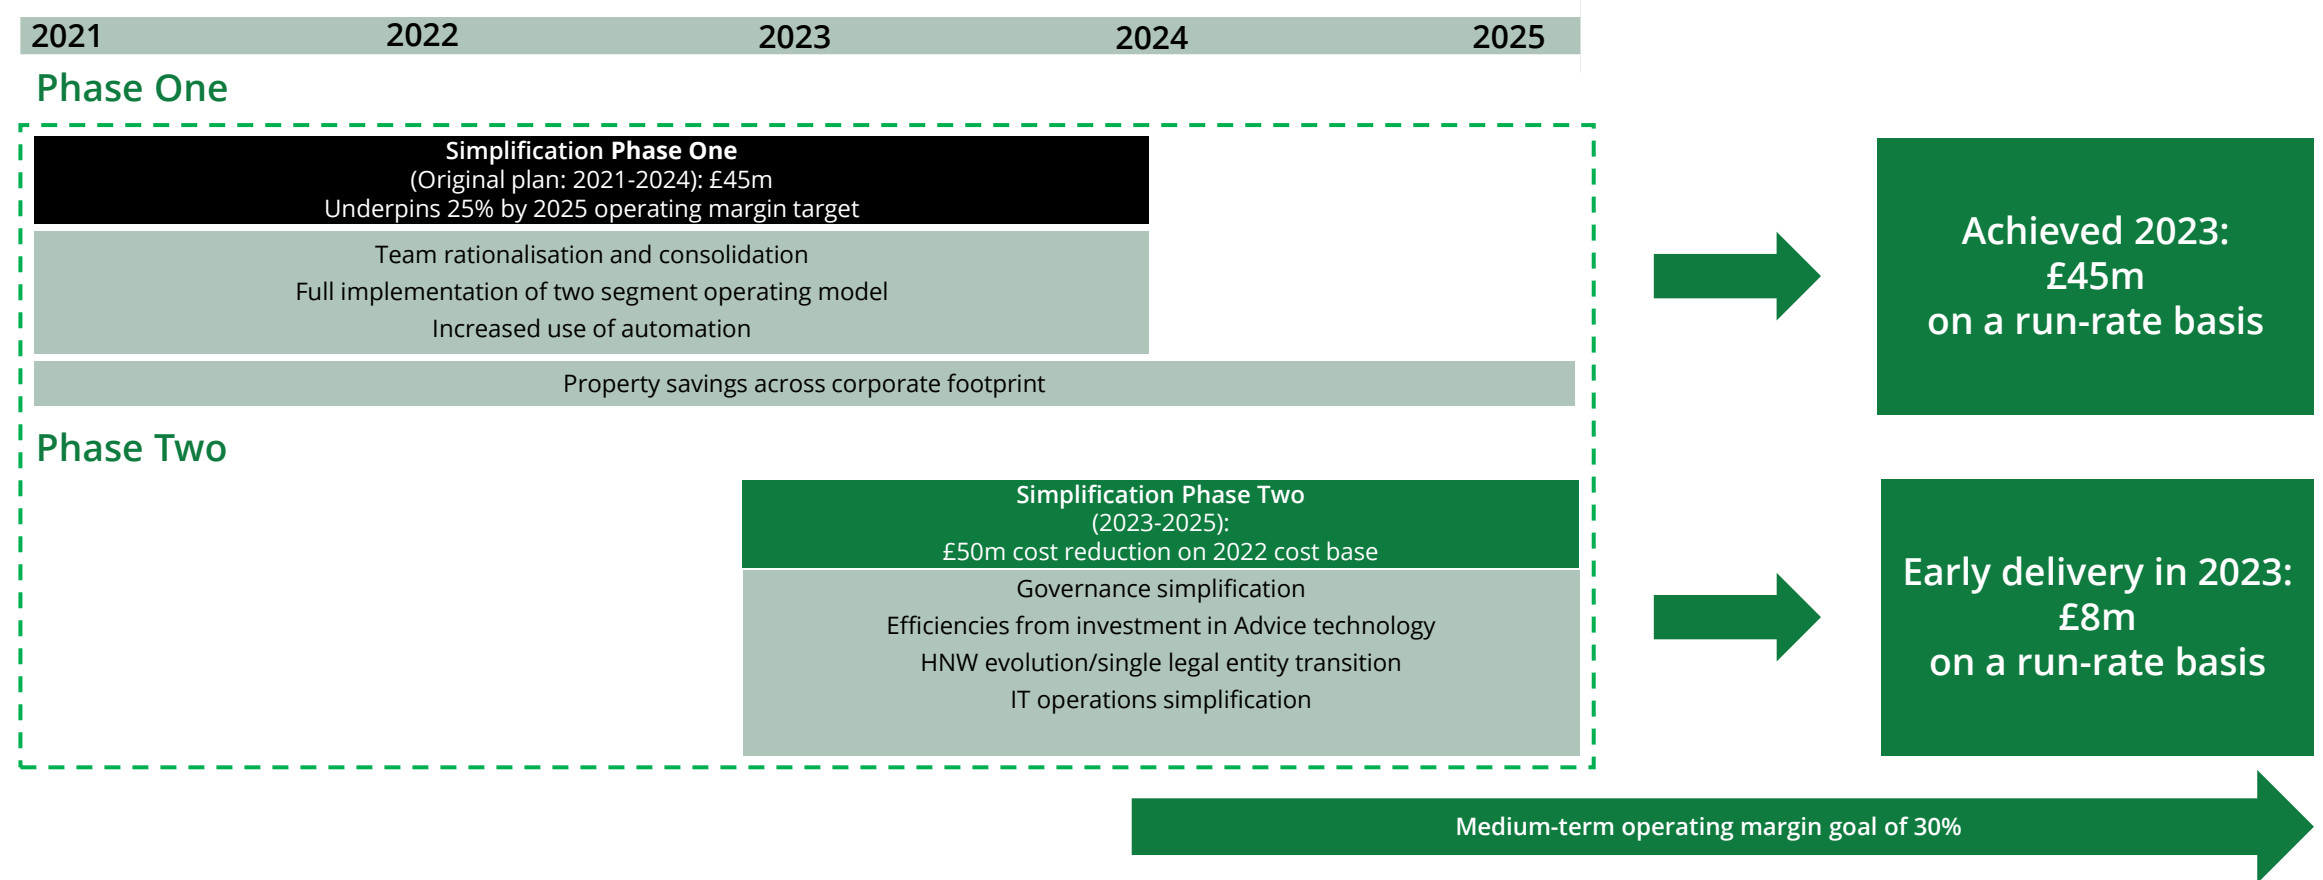 2021 2022 2023 2024 2025
Phase One
Simplification Phase One
(Original plan: 2021-2024): £45m
Underpins 25% by 2025 operating margin target
Team rationalisation and consolidation
Full implementation of two segment operating model
Increased use of automation
Property savings across corporate footprint
Achieved 2023:
£45m
on a run-rate basis
Phase Two
Simplification Phase Two
(2023-2025):
£50m cost reduction on 2022 cost base
Governance simplification
Efficiencies from investment in Advice technology
HNW evolution/single legal entity transition
IT operations simplification
Early delivery in 2023:
£8m
on a run-rate basis
Medium-term operating margin goal of 30%